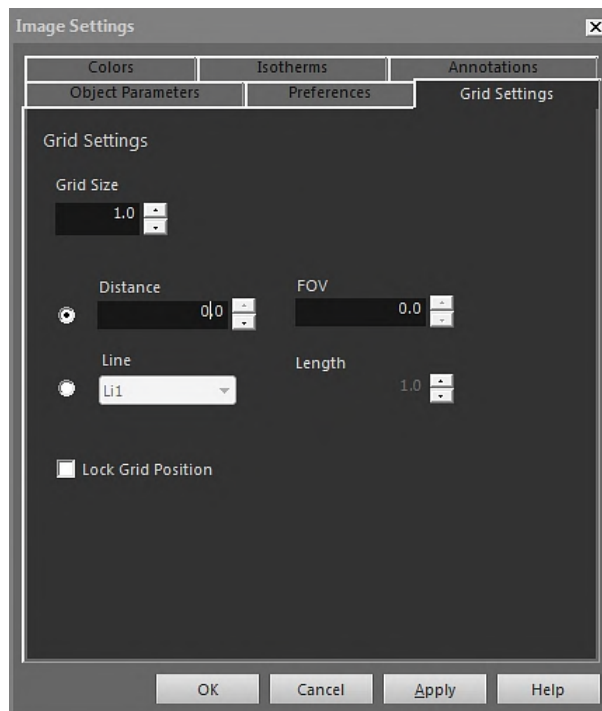 Image Settings
Colors Isotherms Annotations
Object Parameters Preferences Grid Settings
Grid Settings
Grid Size
1.0
Distance FOV
0.0 0.0
Line Length
Li1 1.0
Lock Grid Position
OK Cancel Apply Help